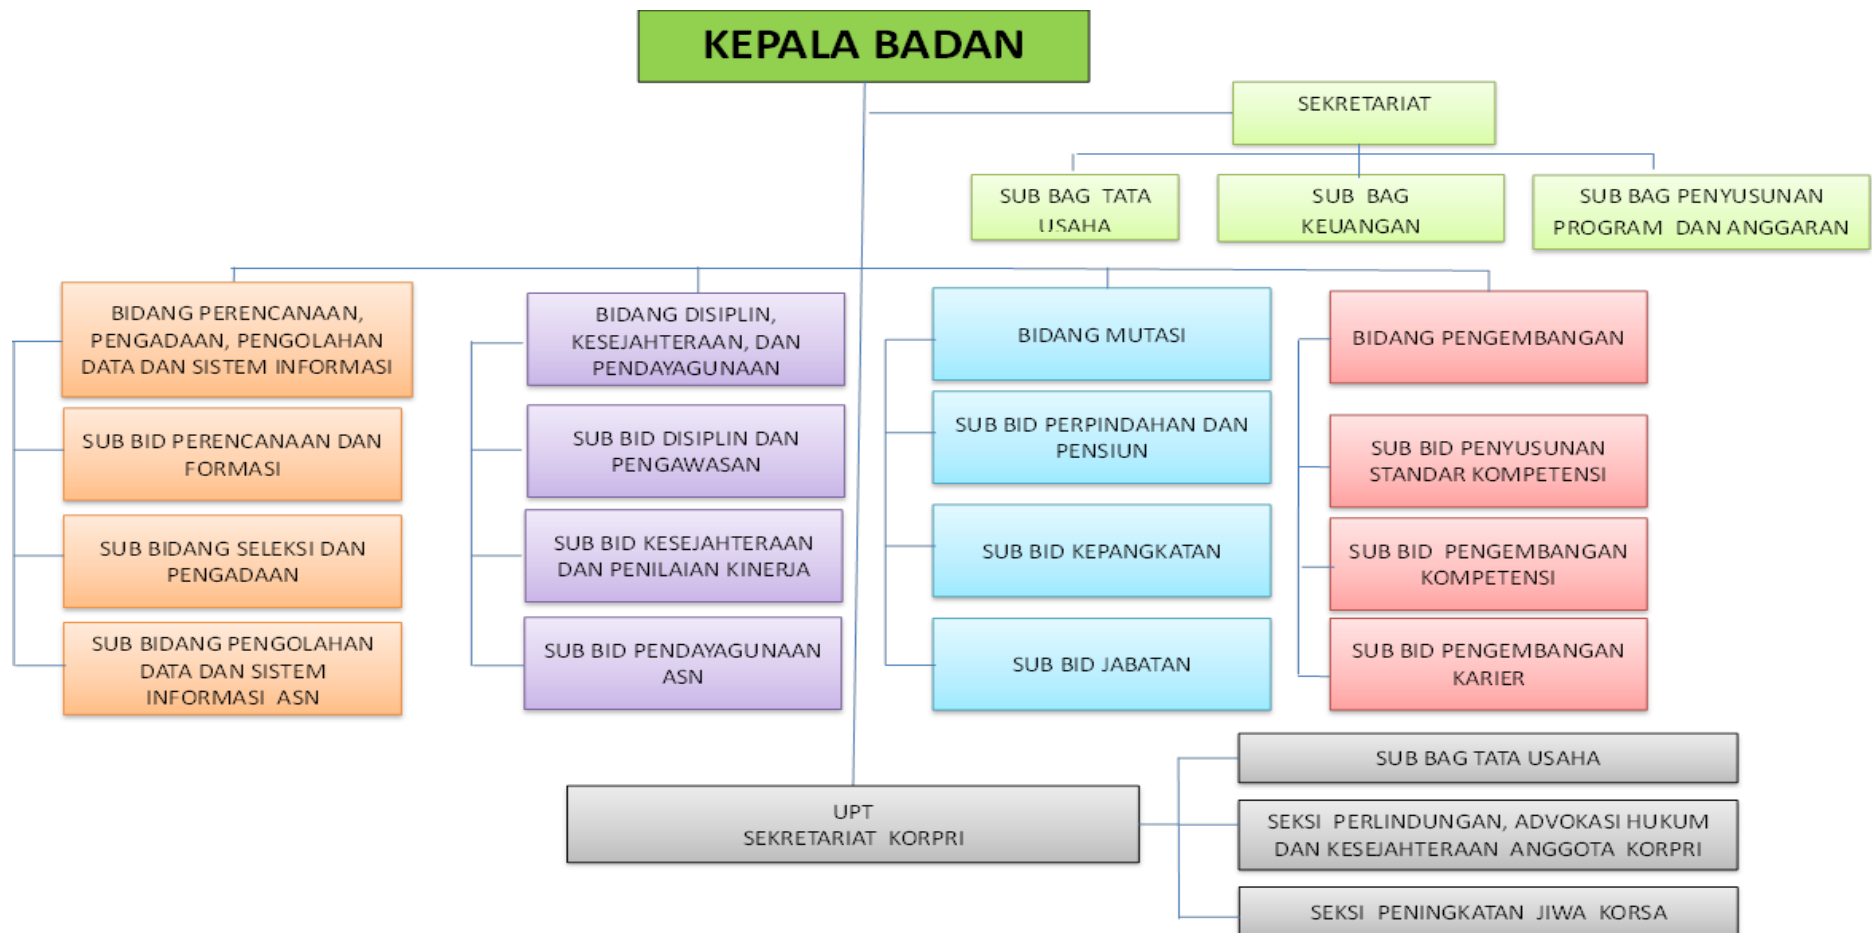 KEPALA BADAN
SEKRETARIAT
SUB BAG TATA
USAHA
SUB BAG
KEUANGAN
SUB BAG PENYUSUNAN
PROGRAM DAN ANGGARAN
BIDANG PERENCANAAN,
PENGADAAN, PENGOLAHAN
DATA DAN SISTEM INFORMASI
SUB BID PERENCANAAN DAN
FORMASI
SUB BIDANG SELEKSI DAN
PENGADAAN
SUB BIDANG PENGOLAHAN
DATA DAN SISTEM
INFORMASI ASN
BIDANG DISIPLIN,
KESEJAHTERAAN, DAN
PENDAYAGUNAAN
SUB BID DISIPLIN DAN
PENGAWASAN
SUB BID KESEJAHTERAAN
DAN PENILAIAN KINERJA
SUB BID PENDAYAGUNAAN
ASN
BIDANG MUTASI
SUB BID PERPINDAHAN DAN
PENSIUN
SUB BID KEPANGKATAN
SUB BID JABATAN
BIDANG PENGEMBANGAN
SUB BID PENYUSUNAN
STANDAR KOMPETENSI
SUB BID PENGEMBANGAN
KOMPETENSI
SUB BID PENGEMBANGAN
KARIER
UPT
SEKRETARIAT KORPRI
SUB BAG TATA USAHA
SEKSI PERLINDUNGAN, ADVOKASI HUKUM
DAN KESEJAHTERAAN ANGGOTA KORPRI
SEKSI PENINGKATAN JIWA KORSA